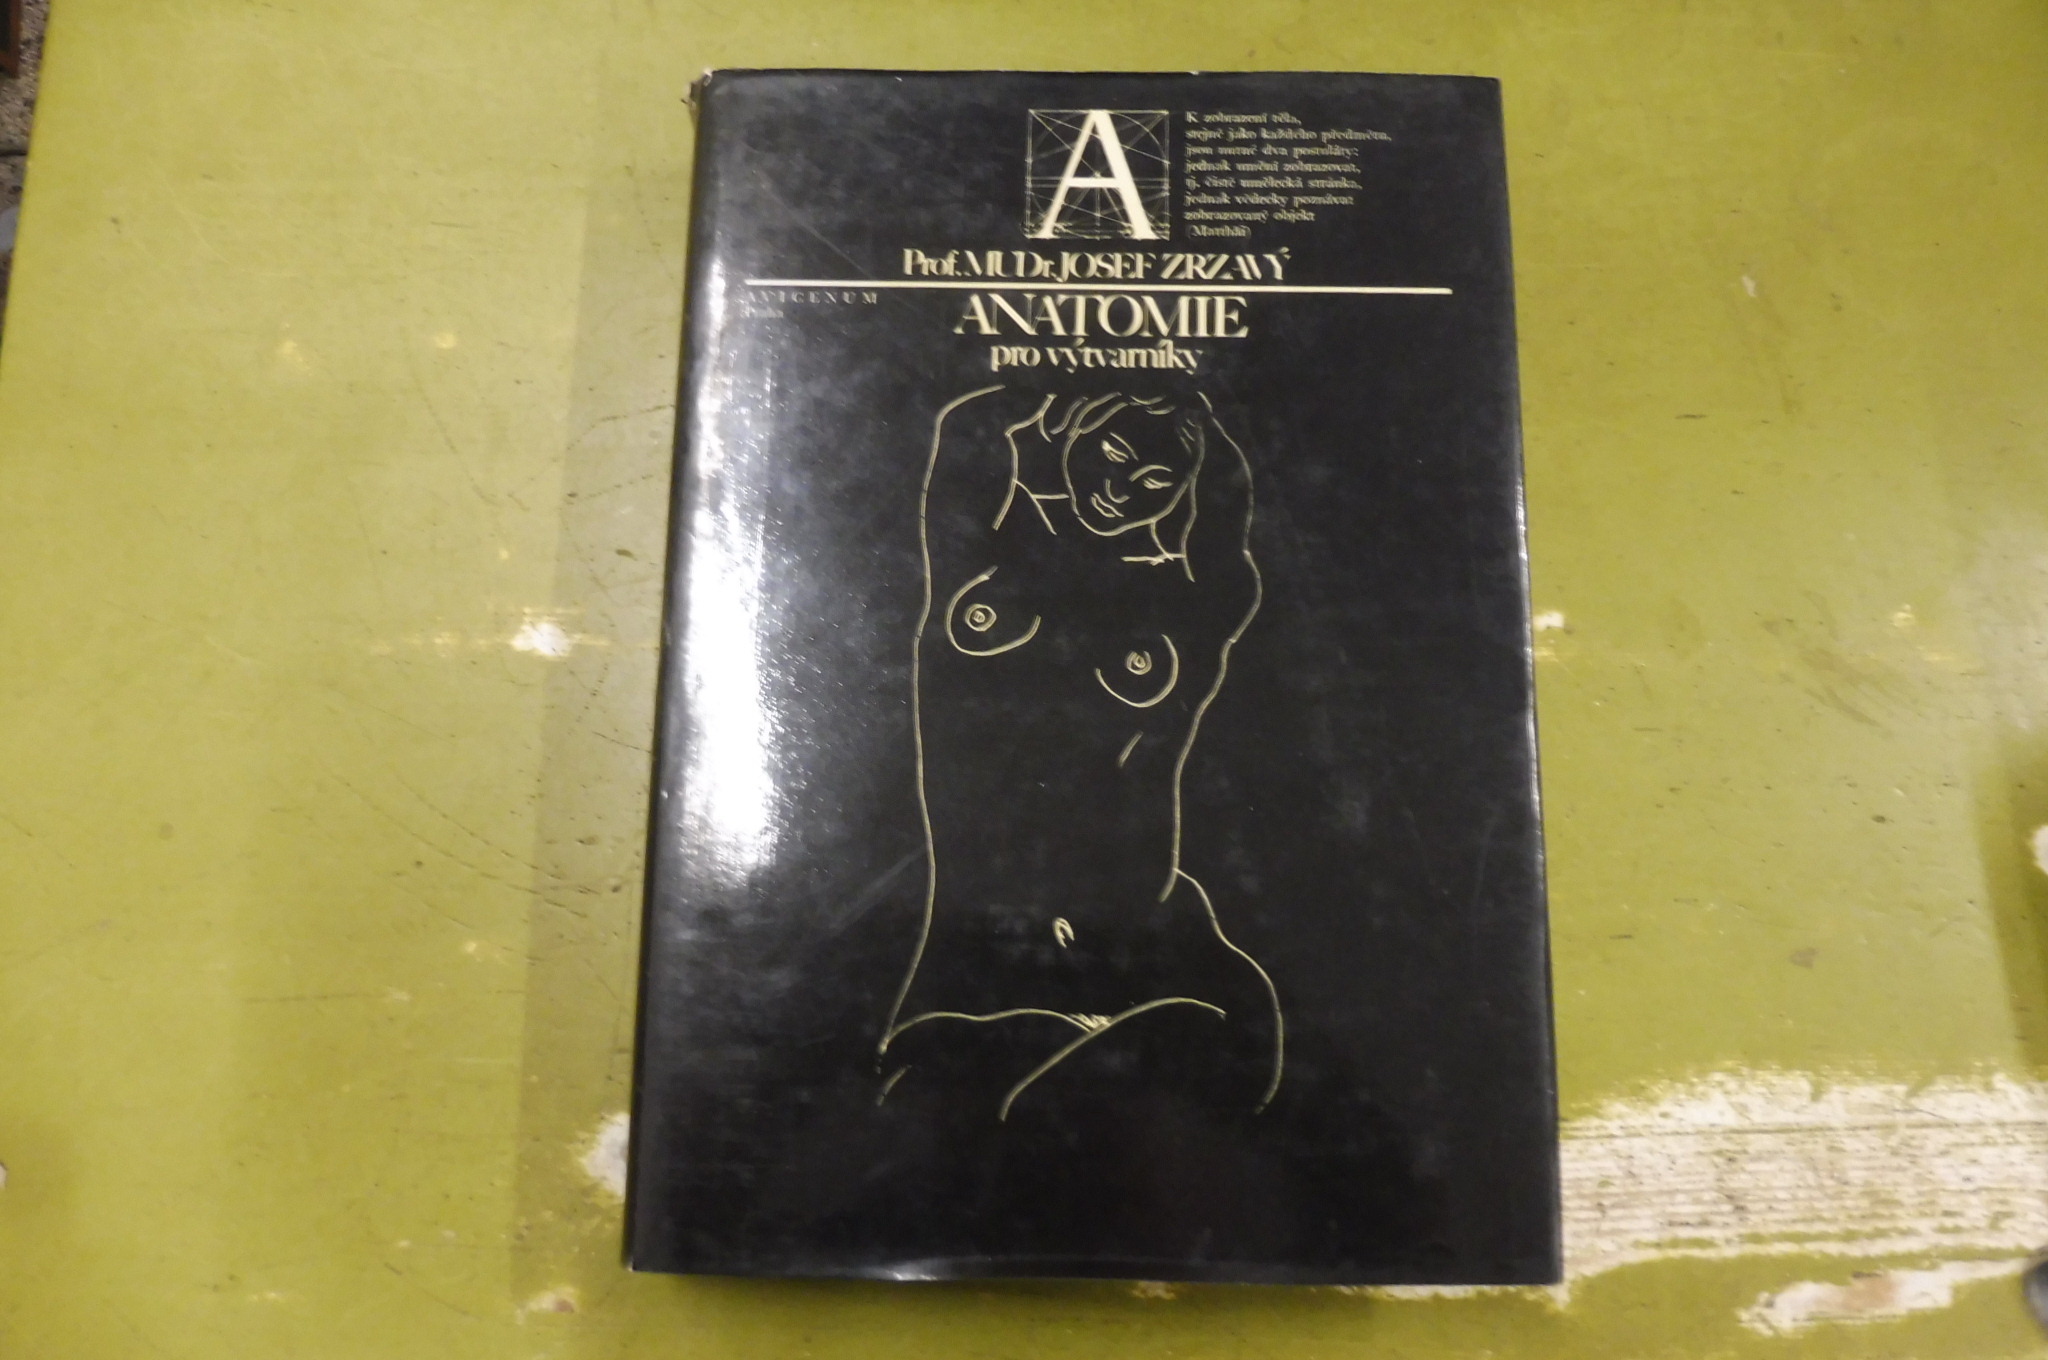 A
K zobrazení těla,
stejně jako každého předmětu,
jsou nutné dva postuláty:
jednak umění zobrazovat,
tj. čistě umělecká stránka,
jednak vědecky poznávat
zobrazovaný objekt
Prof. MUDr. JOSEF ZRZAVÝ
AVICENUM
Praha
ANATOMIE
pro výtvarníky